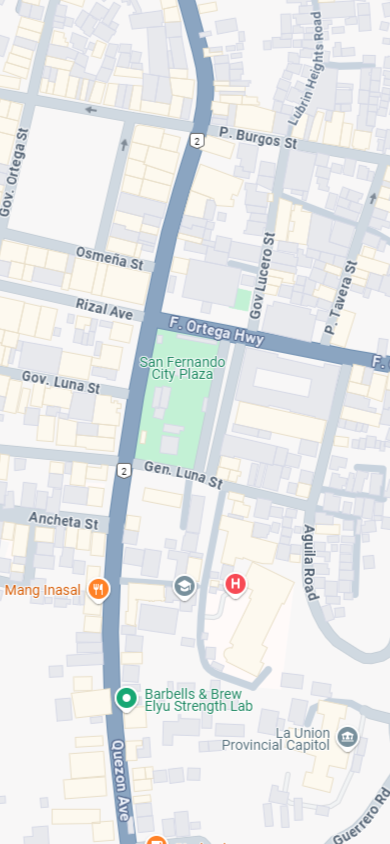 Lubrin Heights Road
2
P. Burgos St
Gov. Ortega St
Osmeña St
Gov Lucero St
P. Tavera St
Rizal Ave
F. Ortega Hwy
F.
San Fernando
City Plaza
Gov. Luna St
2
Gen. Luna St
Ancheta St
Aguila Road
Mang Inasal
H
Barbells & Brew
Elyu Strength Lab
La Union
Provincial Capitol
Quezon Ave
Guerrero Rd